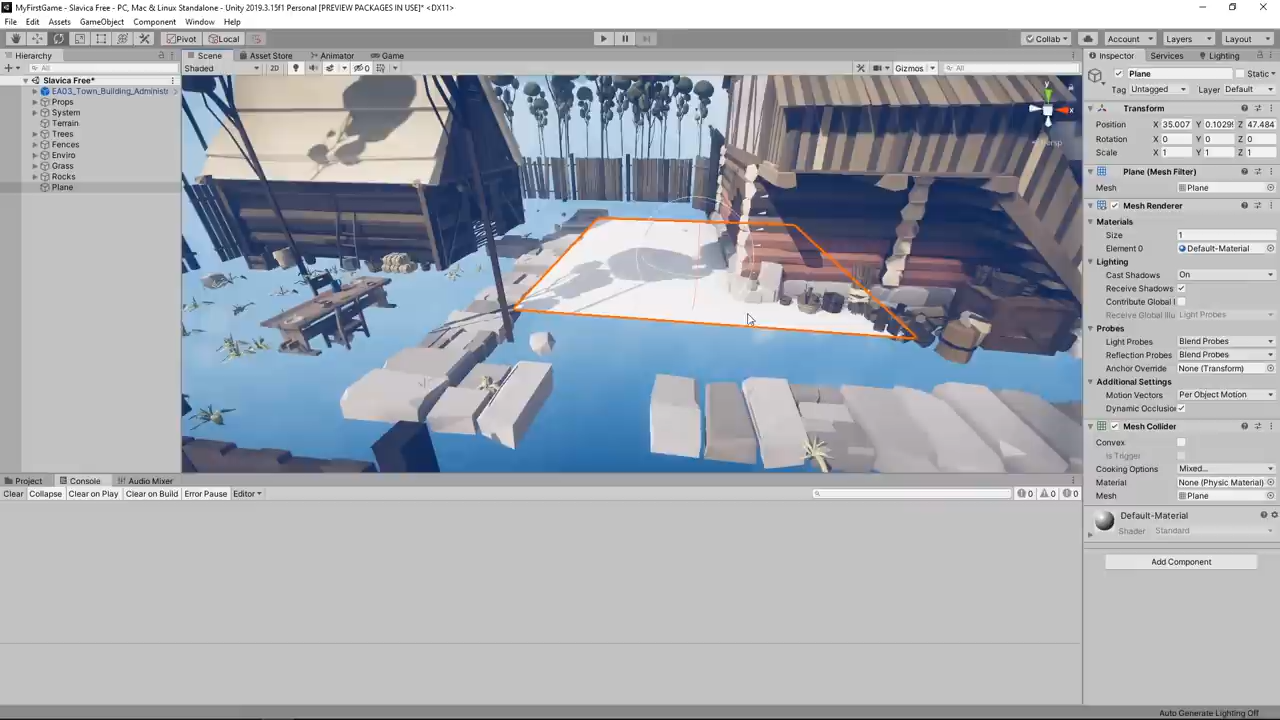 MyFirstGame - Slavica Free - PC, Mac & Linux Standalone - Unity 2019.3.15f1 Personal [PREVIEW PACKAGES IN USE]* <DX11>
File Edit Assets GameObject Component Window Help
Pivot Local Collab Account Layers Layout
Hierarchy
All
Slavica Free*
EA03_Town_Building_Administr
Props
System
Terrain
Trees
Fences
Enviro
Grass
Rocks
Plane
Scene Asset Store Animator Game
Shaded 2D 0 Gizmos All
y
x
Persp
Inspector Services Lighting
Plane Static
Tag Untagged Layer Default
Transform
Position X 35.007 Y 0.1029 Z 47.484
Rotation X 0 Y 0 Z 0
Scale X 1 Y 1 Z 1
Plane (Mesh Filter)
Mesh Plane
Mesh Renderer
Materials
Size 1
Element 0 Default-Material
Lighting
Cast Shadows On
Receive Shadows
Contribute Global I
Receive Global Illu Light Probes
Probes
Light Probes Blend Probes
Reflection Probes Blend Probes
Anchor Override None (Transform)
Additional Settings
Motion Vectors Per Object Motion
Dynamic Occlusion
Mesh Collider
Convex
Is Trigger
Cooking Options Mixed...
Material None (Physic Material)
Mesh Plane
Default-Material
Shader Standard
Add Component
Project Console Audio Mixer
Clear Collapse Clear on Play Clear on Build Error Pause Editor 0 0 0
Auto Generate Lighting Off